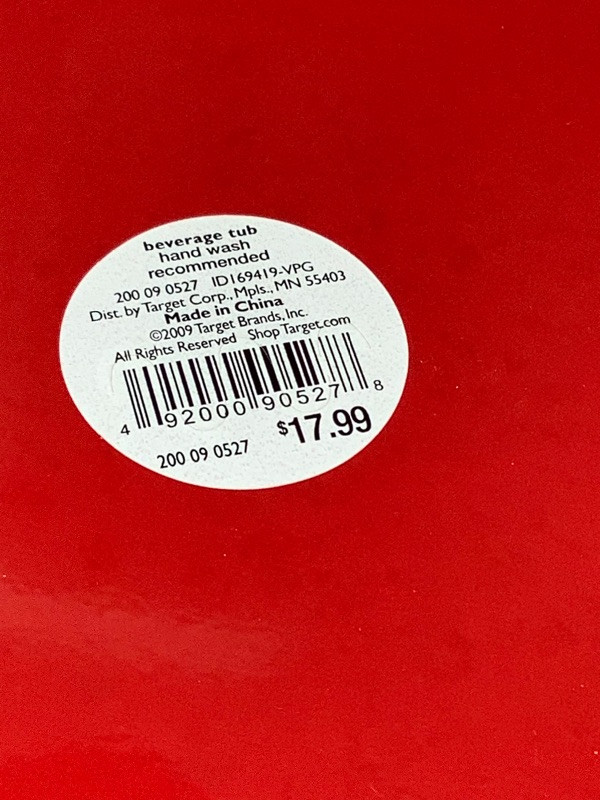 beverage tub
hand wash
recommended
200 09 0527 ID169419-VPG
Dist. by Target Corp., Mpls., MN 55403
Made in China
©2009 Target Brands, Inc.
All Rights Reserved Shop Target.com
4 92000 90527 8
200 09 0527 $17.99